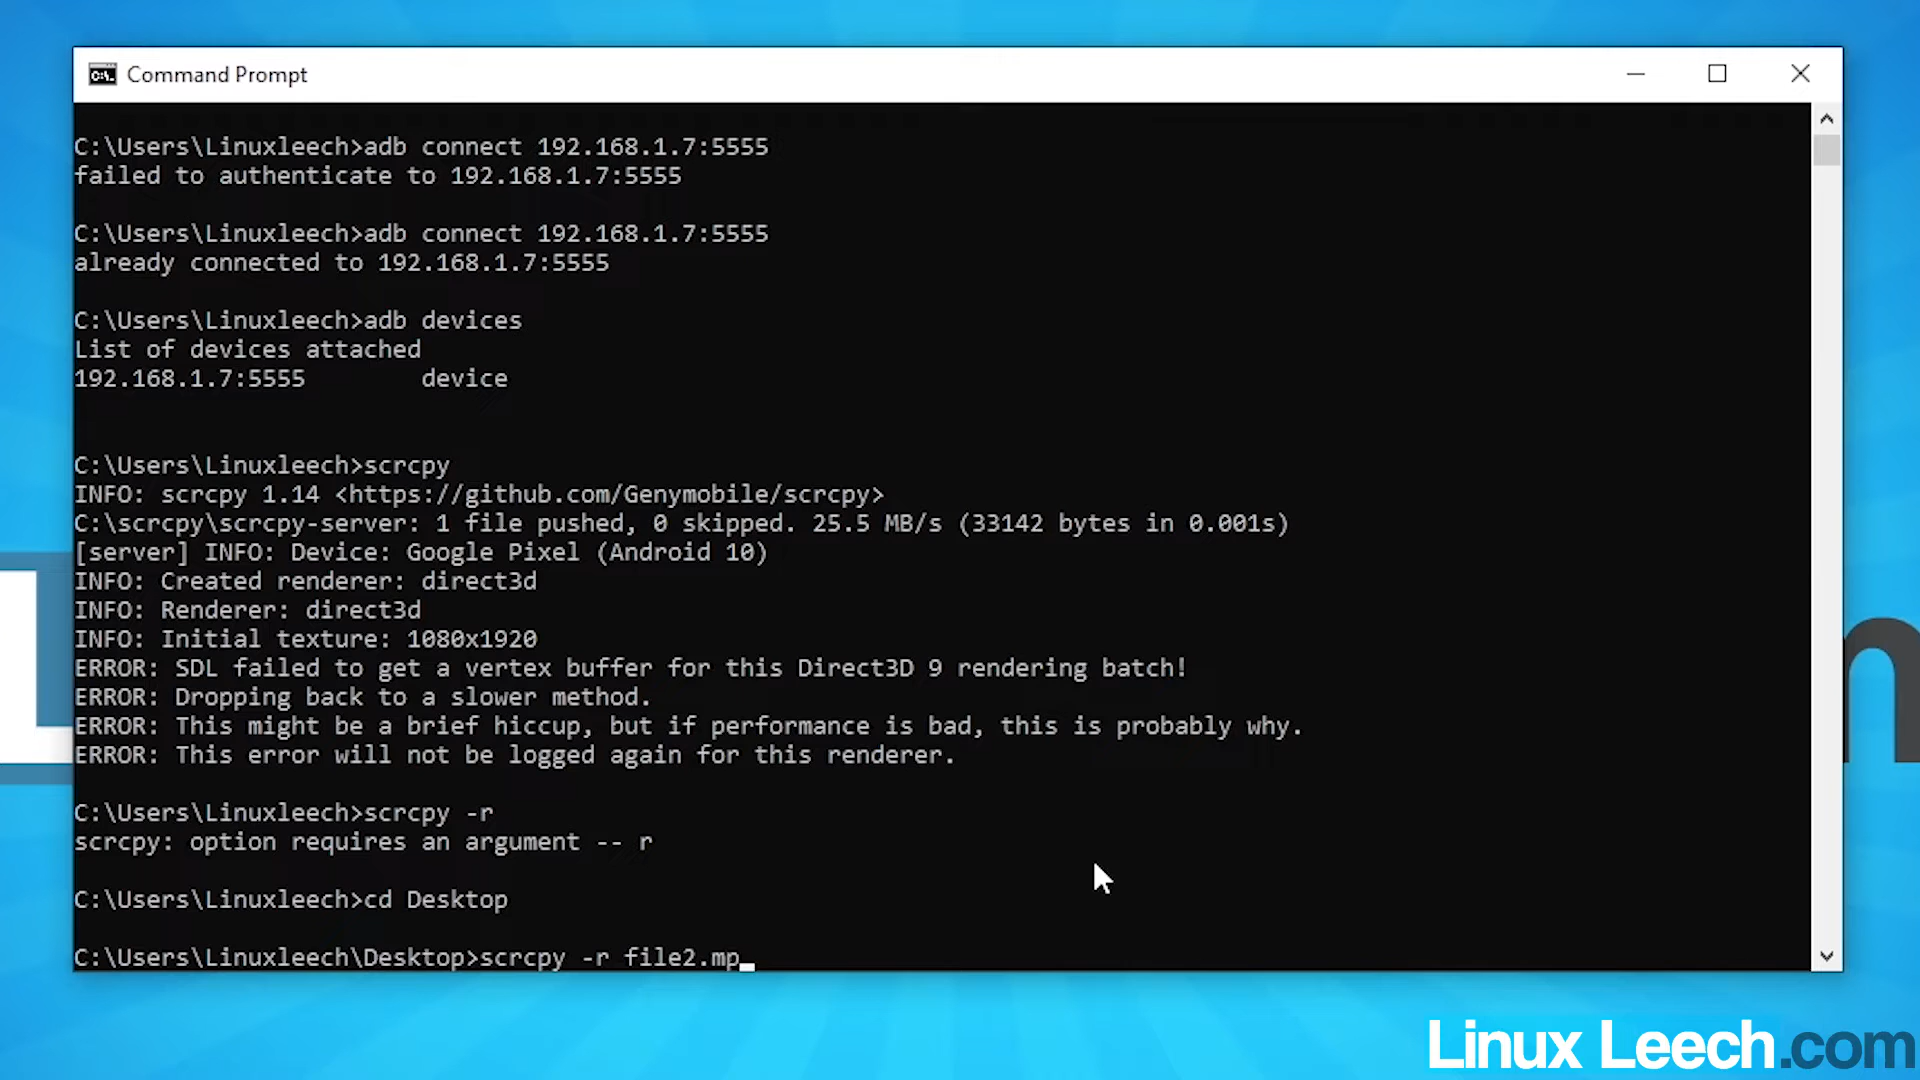 Command Prompt
C:\Users\Linuxleech>adb connect 192.168.1.7:5555
failed to authenticate to 192.168.1.7:5555
C:\Users\Linuxleech>adb connect 192.168.1.7:5555
already connected to 192.168.1.7:5555
C:\Users\Linuxleech>adb devices
List of devices attached
192.168.1.7:5555        device
C:\Users\Linuxleech>scrcpy
INFO: scrcpy 1.14 <https://github.com/Genymobile/scrcpy>
C:\scrcpy\scrcpy-server: 1 file pushed, 0 skipped. 25.5 MB/s (33142 bytes in 0.001s)
[server] INFO: Device: Google Pixel (Android 10)
INFO: Created renderer: direct3d
INFO: Renderer: direct3d
INFO: Initial texture: 1080x1920
ERROR: SDL failed to get a vertex buffer for this Direct3D 9 rendering batch!
ERROR: Dropping back to a slower method.
ERROR: This might be a brief hiccup, but if performance is bad, this is probably why.
ERROR: This error will not be logged again for this renderer.
C:\Users\Linuxleech>scrcpy -r
scrcpy: option requires an argument -- r
C:\Users\Linuxleech>cd Desktop
C:\Users\Linuxleech\Desktop>scrcpy -r file2.mp
Linux Leech.com